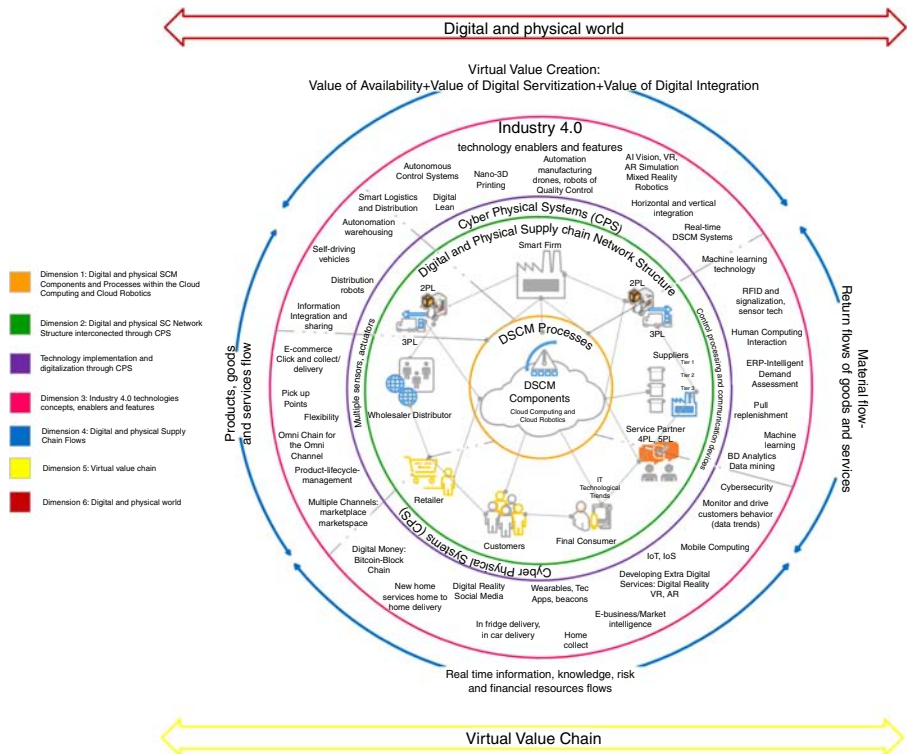 Digital and physical world
Virtual Value Creation:
Value of Availability+Value of Digital Servitization+Value of Digital Integration
Industry 4.0
technology enablers and features
Autonomous
Control Systems
Nano-3D
Printing
Automation
manufacturing
drones, robots of
Quality Control
AI Vision, VR,
AR Simulation
Mixed Reality
Robotics
Smart Logistics
and Distribution
Digital
Lean
Horizontal and vertical
integration
Autonomation
warehousing
Real-time
DSCM Systems
Self-driving
vehicles
Machine learning
technology
Distribution
robots
RFID and
signalization,
sensor tech
Information
Integration and
sharing
Human Computing
Interaction
E-commerce
Click and collect/
delivery
ERP-Intelligent
Demand
Assessment
Pick up
Points
Pull
replenishment
Flexibility
Omni Chain for
the Omni
Channel
Machine
learning
BD Analytics
Data mining
Product-lifecycle-
management
Cybersecurity
Multiple Channels:
marketplace
marketspace
Monitor and drive
customers behavior
(data trends)
Digital Money:
Bitcoin-Block
Chain
Mobile Computing
IoT, IoS
New home
services home to
home delivery
Digital Reality
Social Media
Wearables, Tec
Apps, beacons
Developing Extra Digital
Services: Digital Reality
VR, AR
E-business/Market
intelligence
In fridge delivery,
in car delivery
Home
collect
Cyber Physical Systems (CPS)
Digital and Physical Supply chain Network Structure
Multiple sensors, actuators
Control processing and communication devices
Cyber Physical Systems (CPS)
Smart Firm
2PL
3PL
2PL
3PL
DSCM Processes
DSCM
Components
Cloud Computing and
Cloud Robotics
Suppliers
Tier 1
Tier 2
Tier 3
Wholesaler Distributor
Service Partner
4PL, 5PL
IT
Technological
Trends
Retailer
Customers
Final Consumer
Products, goods
and services flow
Material flow-
Return flows of goods and services
Real time information, knowledge, risk
and financial resources flows
Dimension 1: Digital and physical SCM
Components and Processes within the Cloud
Computing and Cloud Robotics
Dimension 2: Digital and physical SC Network
Structure interconnected through CPS
Technology implementation and
digitalization through CPS
Dimension 3: Industry 4.0 technologies
concepts, enablers and features
Dimension 4: Digital and physical Supply
Chain Flows
Dimension 5: Virtual value chain
Dimension 6: Digital and physical world
Virtual Value Chain